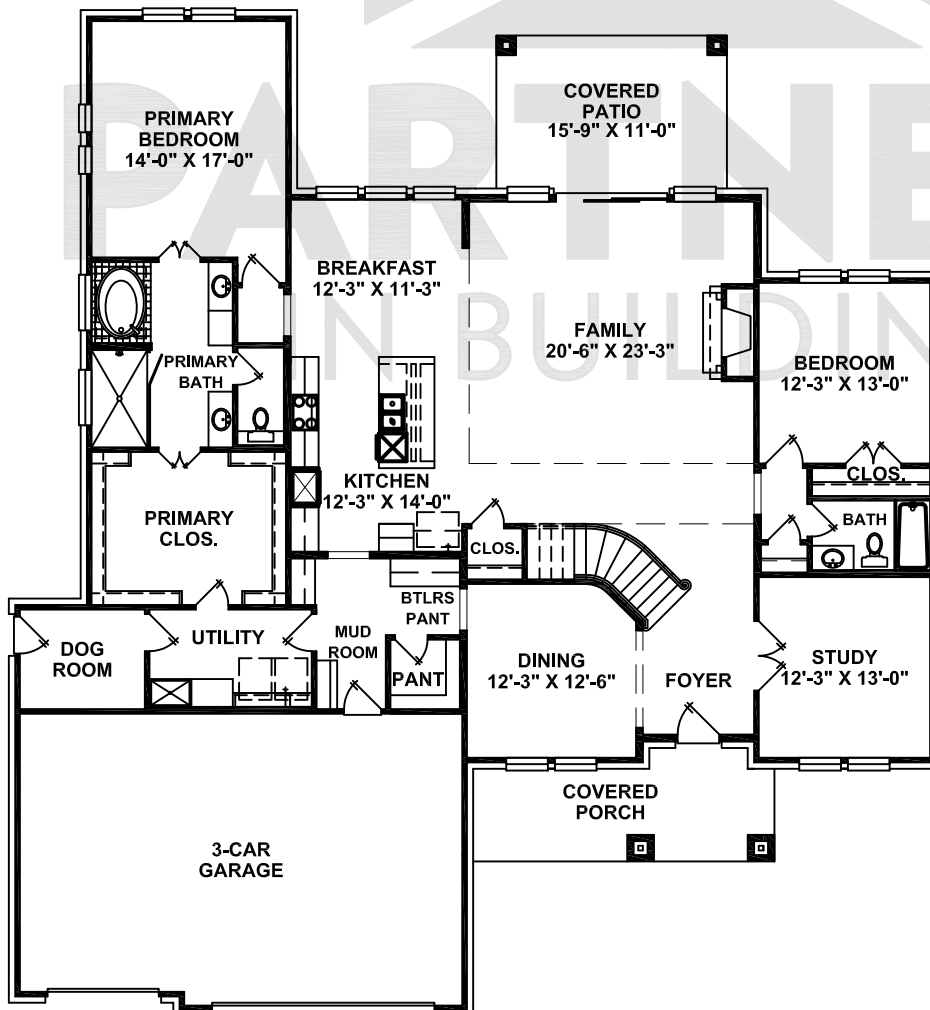 PRIMARY
BEDROOM
14'-0" X 17'-0"
COVERED
PATIO
15'-9" X 11'-0"
BREAKFAST
12'-3" X 11'-3"
FAMILY
20'-6" X 23'-3"
BEDROOM
12'-3" X 13'-0"
PRIMARY
BATH
KITCHEN
12'-3" X 14'-0"
CLOS.
PRIMARY
CLOS.
CLOS.
BATH
DOG
ROOM
UTILITY
MUD
ROOM
BTLRS
PANT
PANT
DINING
12'-3" X 12'-6"
FOYER
STUDY
12'-3" X 13'-0"
COVERED
PORCH
3-CAR
GARAGE
PARTNE
IN BUILDIN